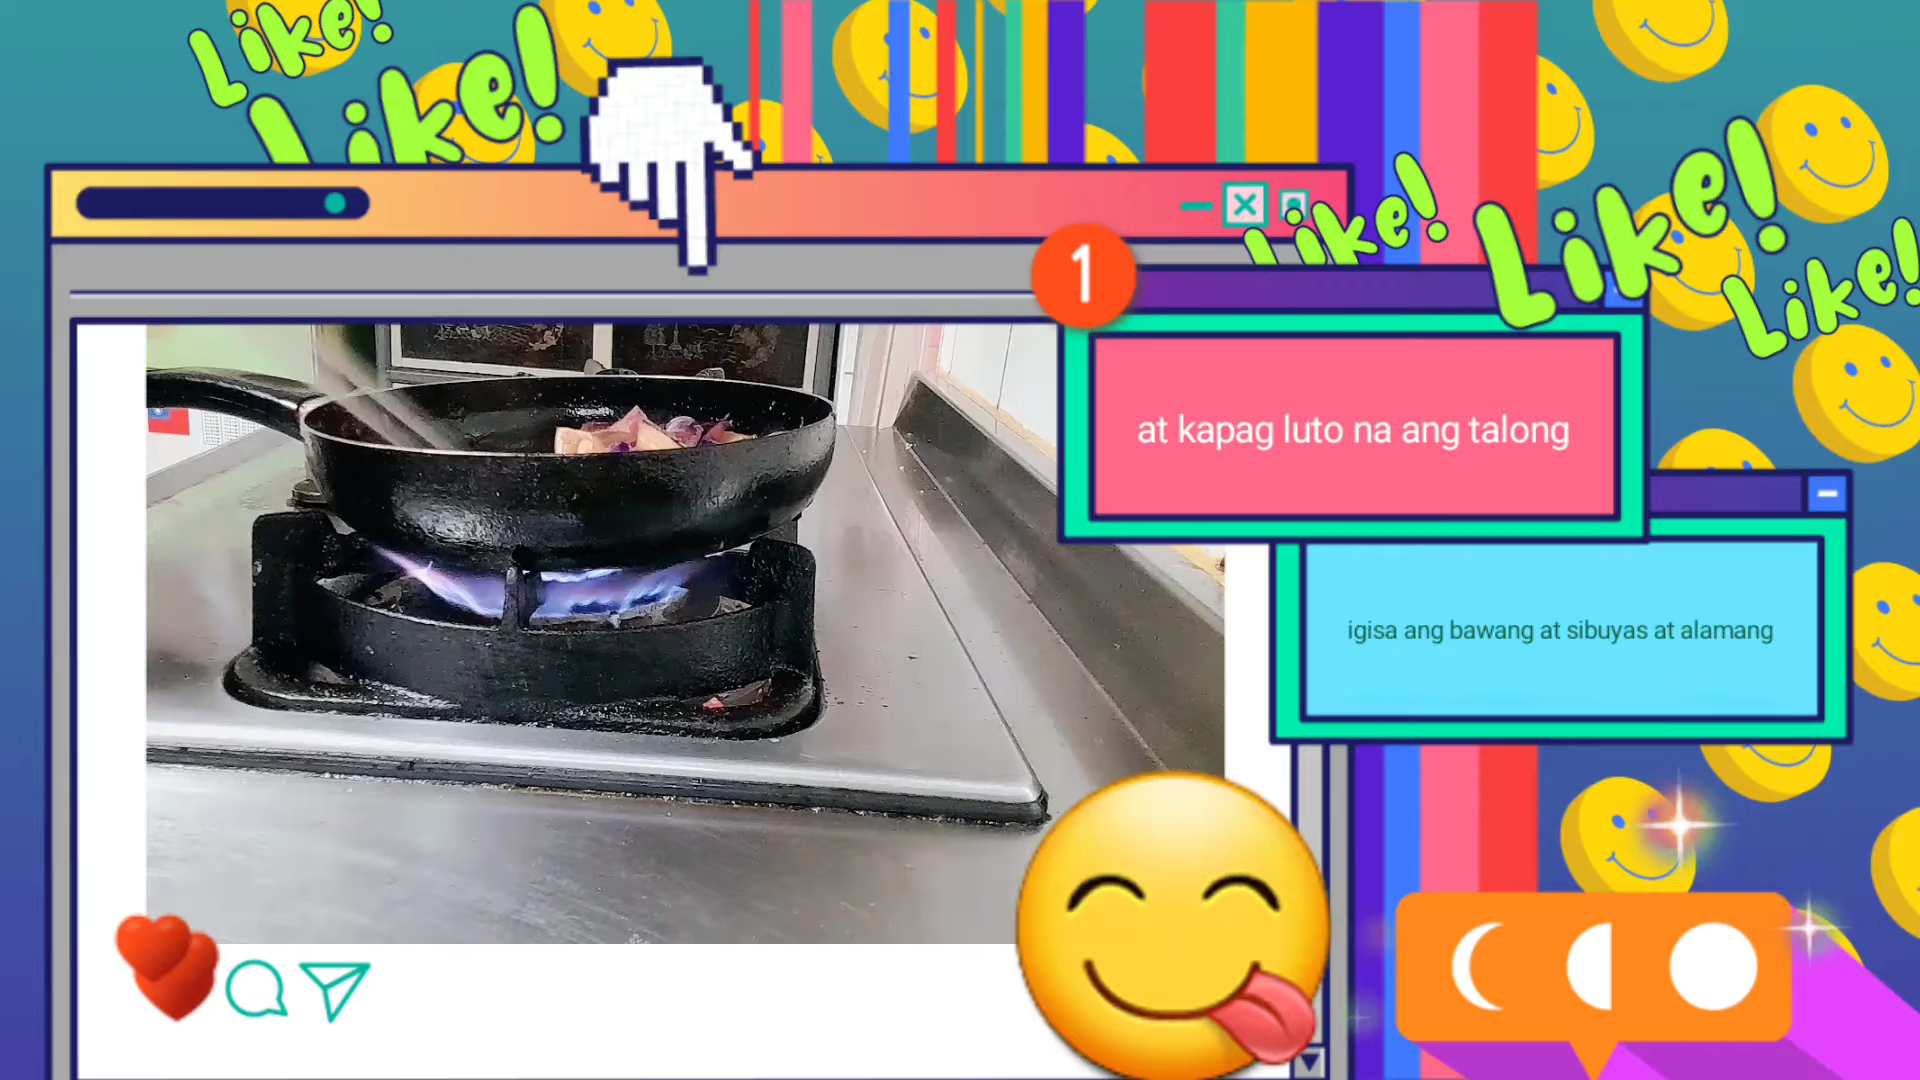 Like!
Like!
Like!
Like!
Like!
1
at kapag luto na ang talong
igisa ang bawang at sibuyas at alamang